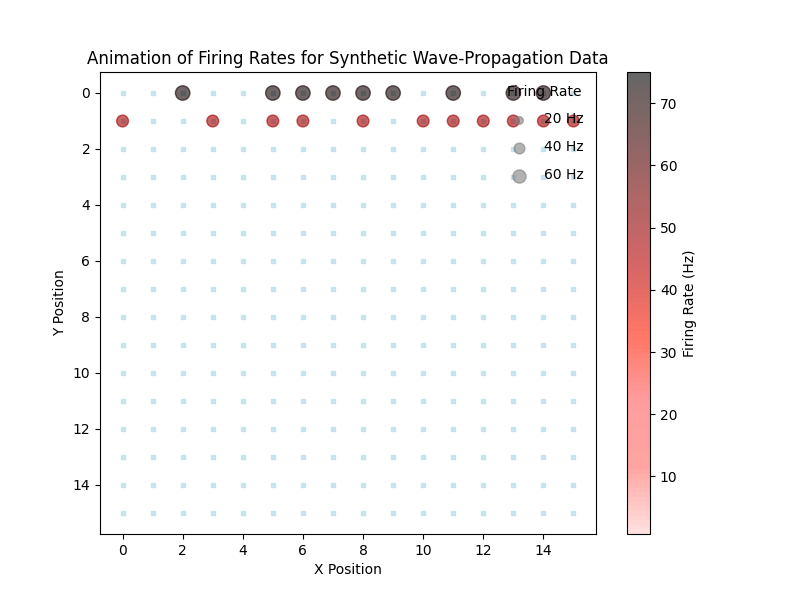 Animation of Firing Rates for Synthetic Wave-Propagation Data
Firing Rate
20 Hz
40 Hz
60 Hz
0
2
4
6
8
10
12
14
Y Position
0 2 4 6 8 10 12 14
X Position
70
60
50
40
30
20
10
Firing Rate (Hz)